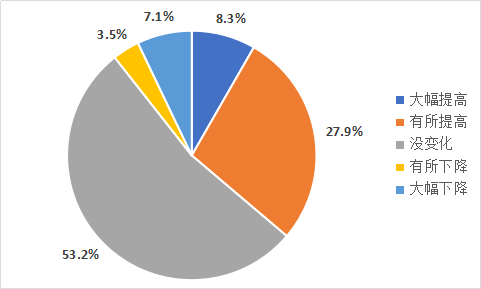 7.1%
8.3%
3.5%
27.9%
53.2%
大幅提高
有所提高
没变化
有所下降
大幅下降